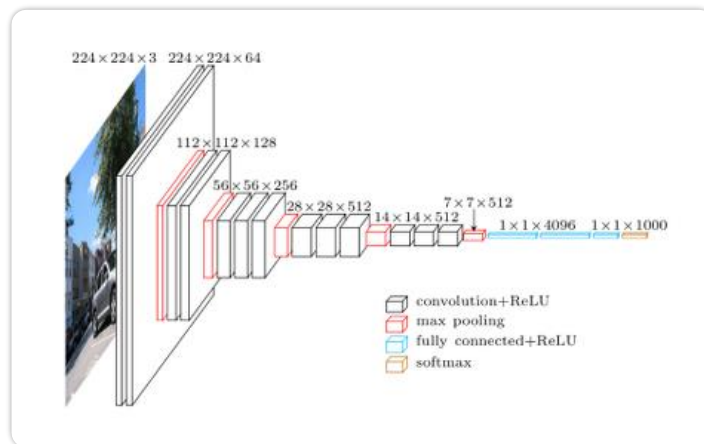 224×224×3
224×224×64
112×112×128
56×56×256
28×28×512
14×14×512
7×7×512
1×1×4096
1×1×1000
convolution+ReLU
max pooling
fully connected+ReLU
softmax